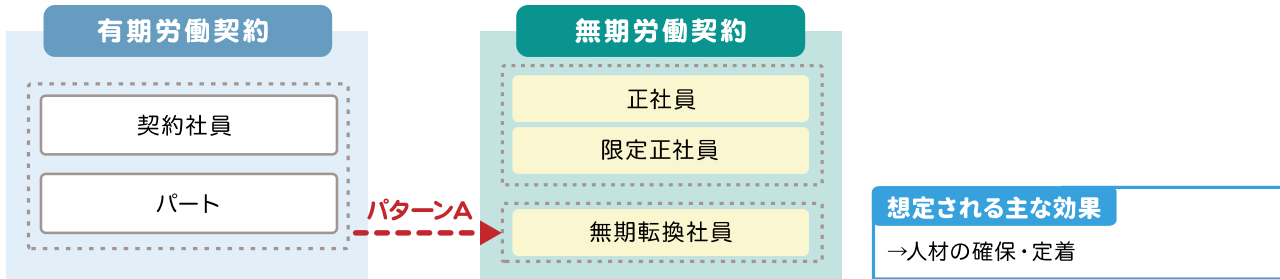 有期労働契約
契約社員
パート
パターンA
無期労働契約
正社員
限定正社員
無期転換社員
想定される主な効果
→人材の確保・定着